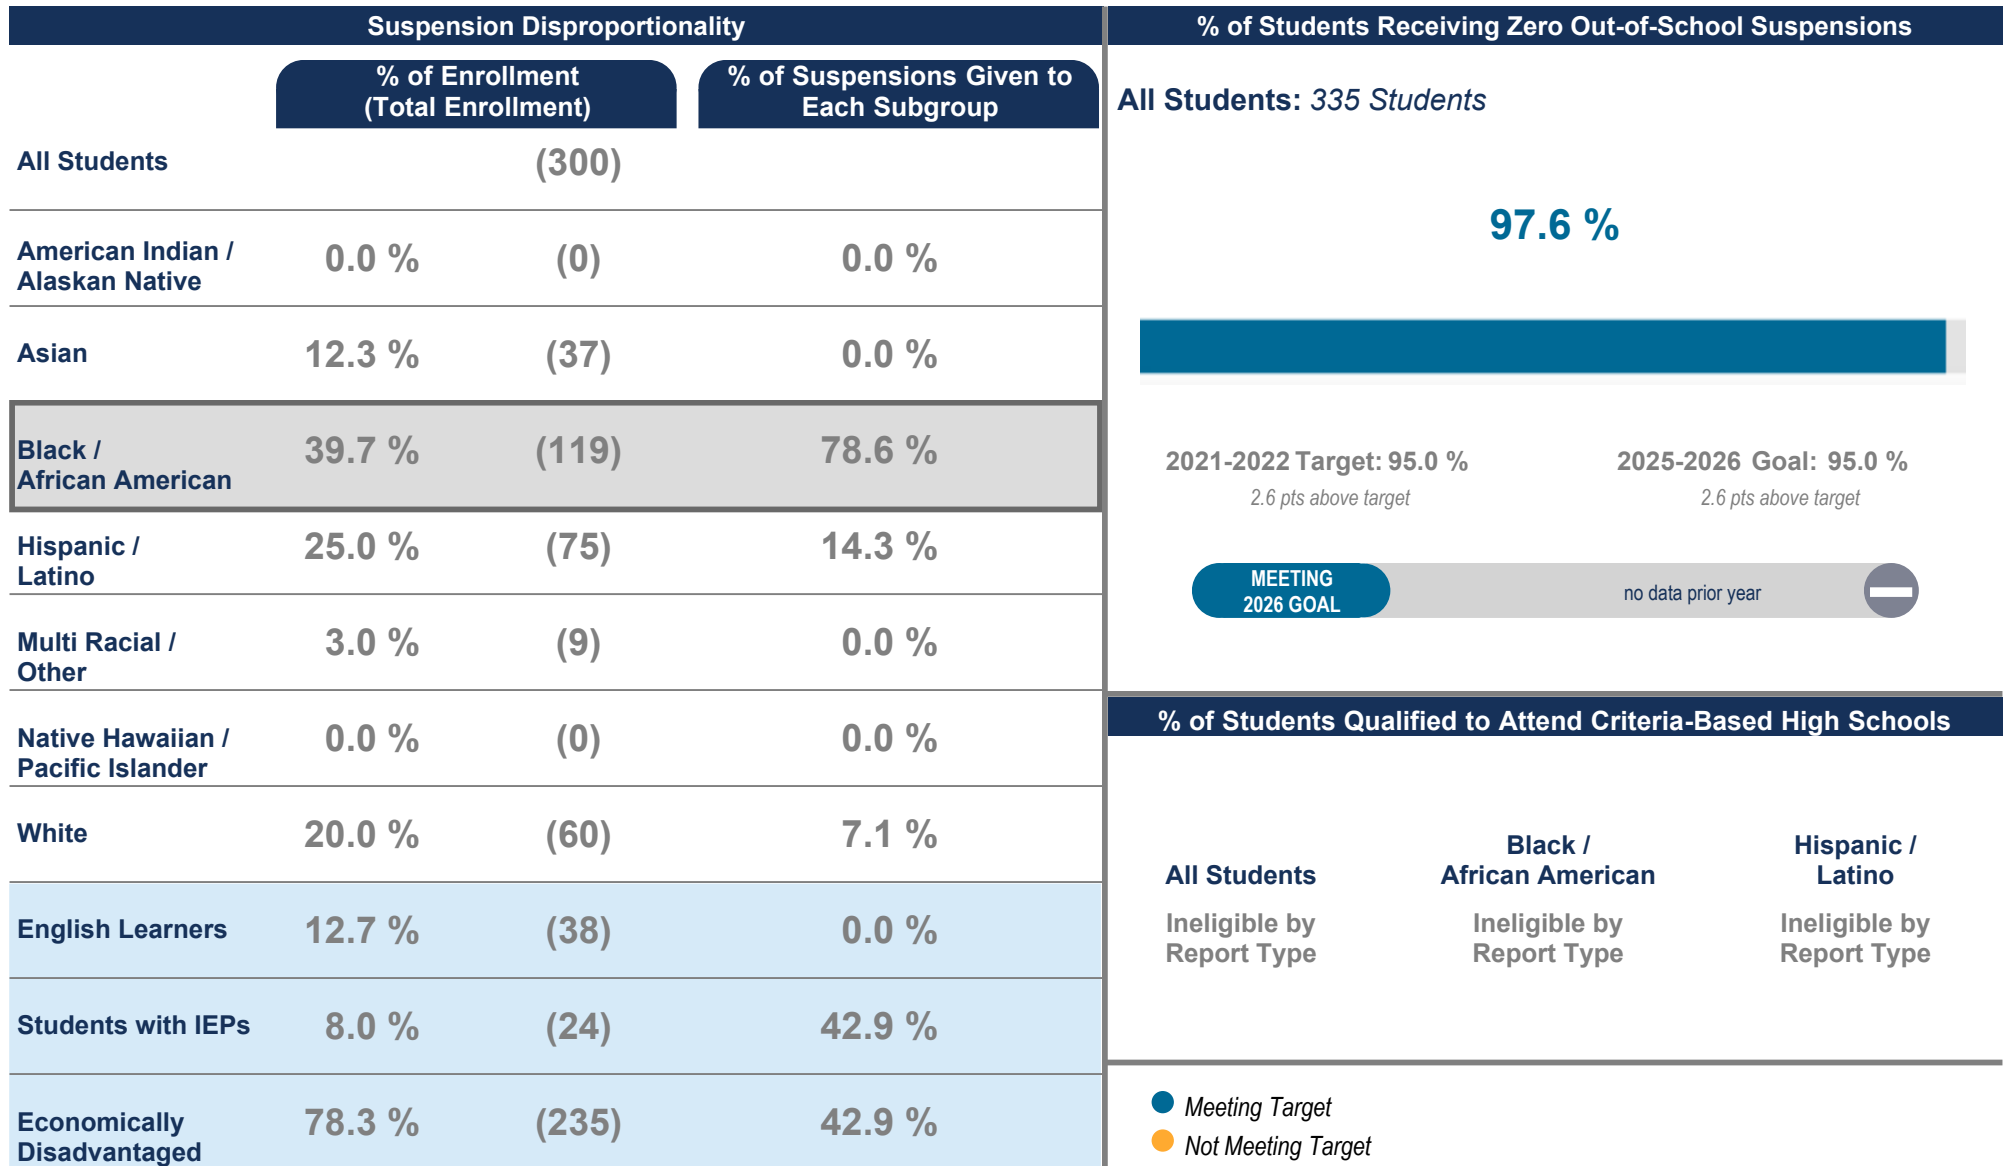 Suspension Disproportionality
% of Enrollment
(Total Enrollment)
% of Suspensions Given to
Each Subgroup
All Students
(300)
American Indian /
Alaskan Native
0.0 %
(0)
0.0 %
Asian
12.3 %
(37)
0.0 %
Black /
African American
39.7 %
(119)
78.6 %
Hispanic /
Latino
25.0 %
(75)
14.3 %
Multi Racial /
Other
3.0 %
(9)
0.0 %
Native Hawaiian /
Pacific Islander
0.0 %
(0)
0.0 %
White
20.0 %
(60)
7.1 %
English Learners
12.7 %
(38)
0.0 %
Students with IEPs
8.0 %
(24)
42.9 %
Economically
Disadvantaged
78.3 %
(235)
42.9 %
% of Students Receiving Zero Out-of-School Suspensions
All Students: 335 Students
97.6 %
2021-2022 Target: 95.0 %
2.6 pts above target
2025-2026 Goal: 95.0 %
2.6 pts above target
MEETING
2026 GOAL
no data prior year
% of Students Qualified to Attend Criteria-Based High Schools
All Students
Ineligible by
Report Type
Black /
African American
Ineligible by
Report Type
Hispanic /
Latino
Ineligible by
Report Type
Meeting Target
Not Meeting Target